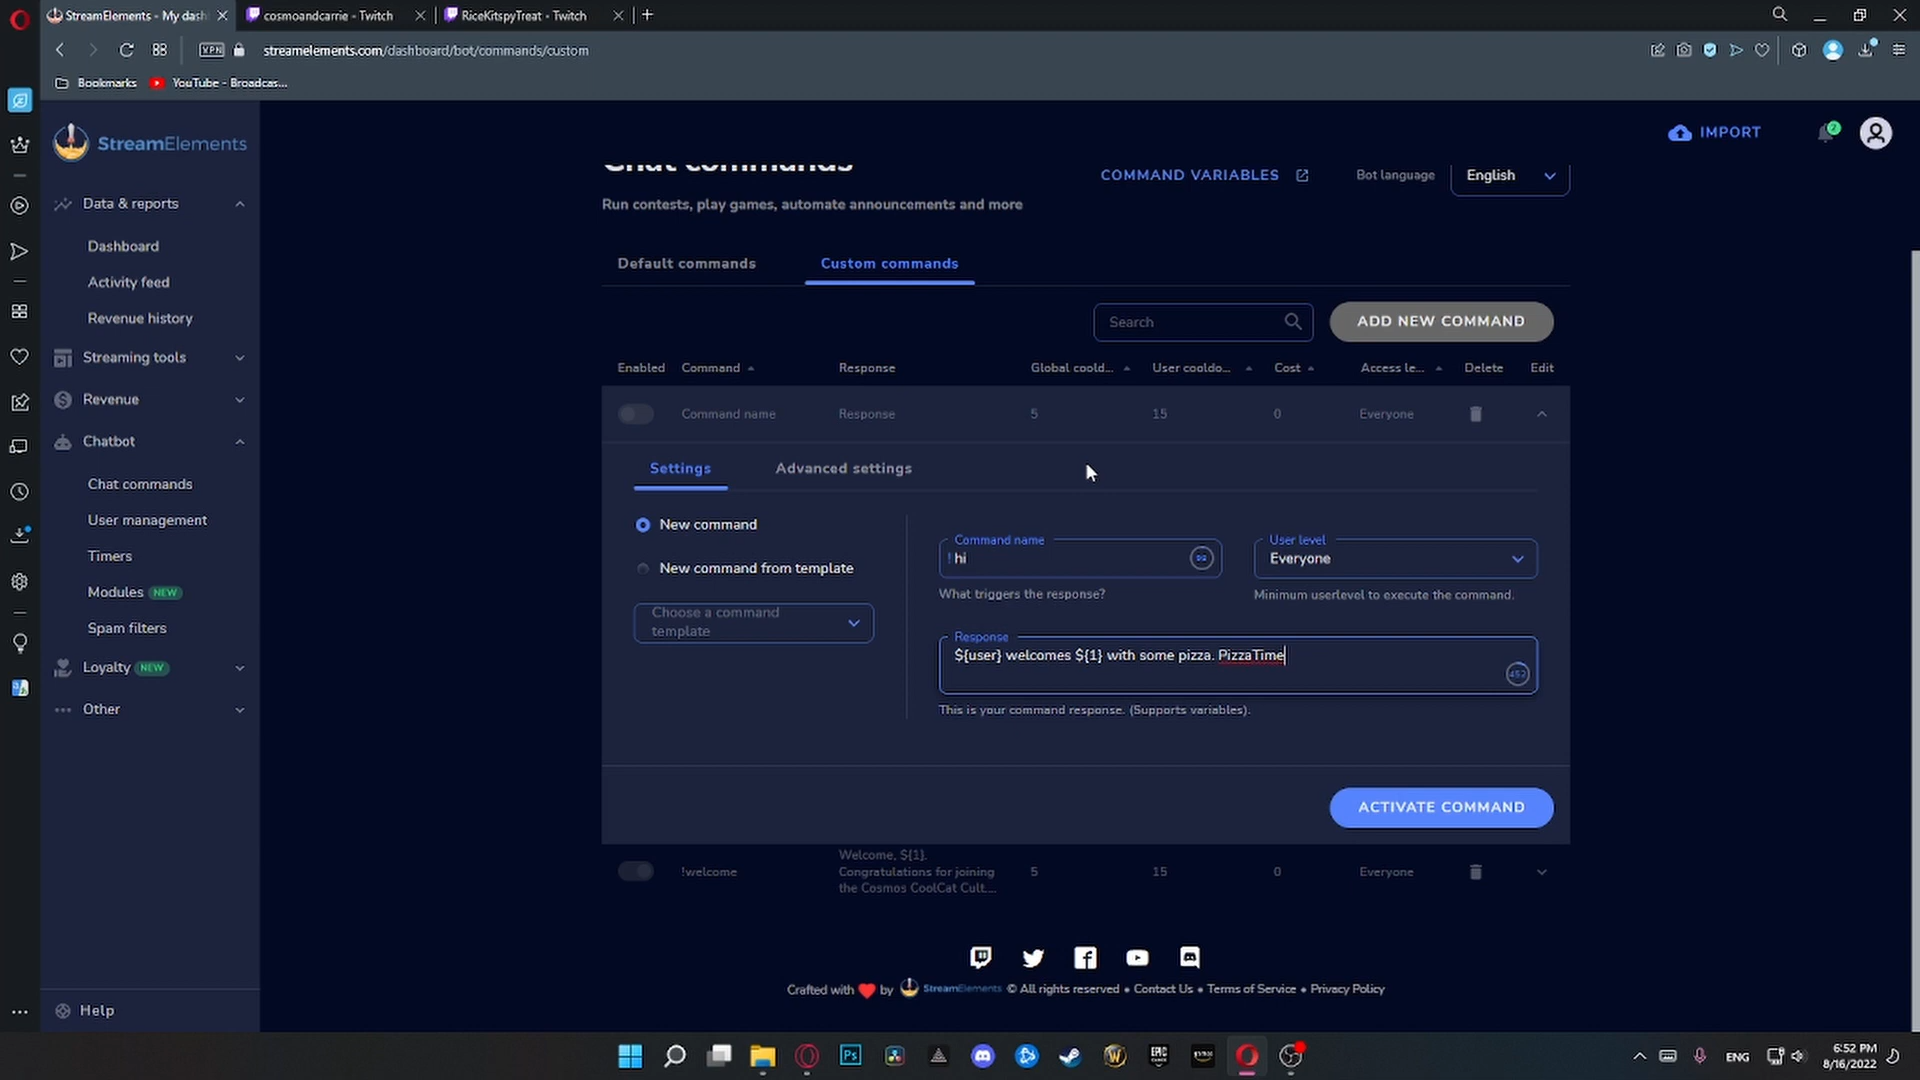 StreamElements - My dash
cosmoandcarrie - Twitch
RiceKitspyTreat - Twitch
VPN
streamelements.com/dashboard/bot/commands/custom
Bookmarks
YouTube - Broadcas...
StreamElements
IMPORT
2
Data & reports
Dashboard
Activity feed
Revenue history
Streaming tools
Revenue
Chatbot
Chat commands
User management
Timers
Modules NEW
Spam filters
Loyalty NEW
Other
Help
Chat commands
COMMAND VARIABLES
Bot language
English
Run contests, play games, automate announcements and more
Default commands
Custom commands
Search
ADD NEW COMMAND
Enabled Command Response Global coold... User cooldo... Cost Access le... Delete Edit
Command name Response 5 15 0 Everyone
Settings
Advanced settings
New command
New command from template
Choose a command
template
Command name
! hi
What triggers the response?
User level
Everyone
Minimum userlevel to execute the command.
Response
${user} welcomes ${1} with some pizza. PizzaTime
452
This is your command response. (Supports variables).
ACTIVATE COMMAND
!welcome
Welcome, ${1}.
Congratulations for joining
the Cosmos CoolCat Cult....
5 15 0 Everyone
Crafted with by StreamElements © All rights reserved • Contact Us • Terms of Service • Privacy Policy
Ps
EPIC
GAMES
ENG
6:52 PM
8/16/2022